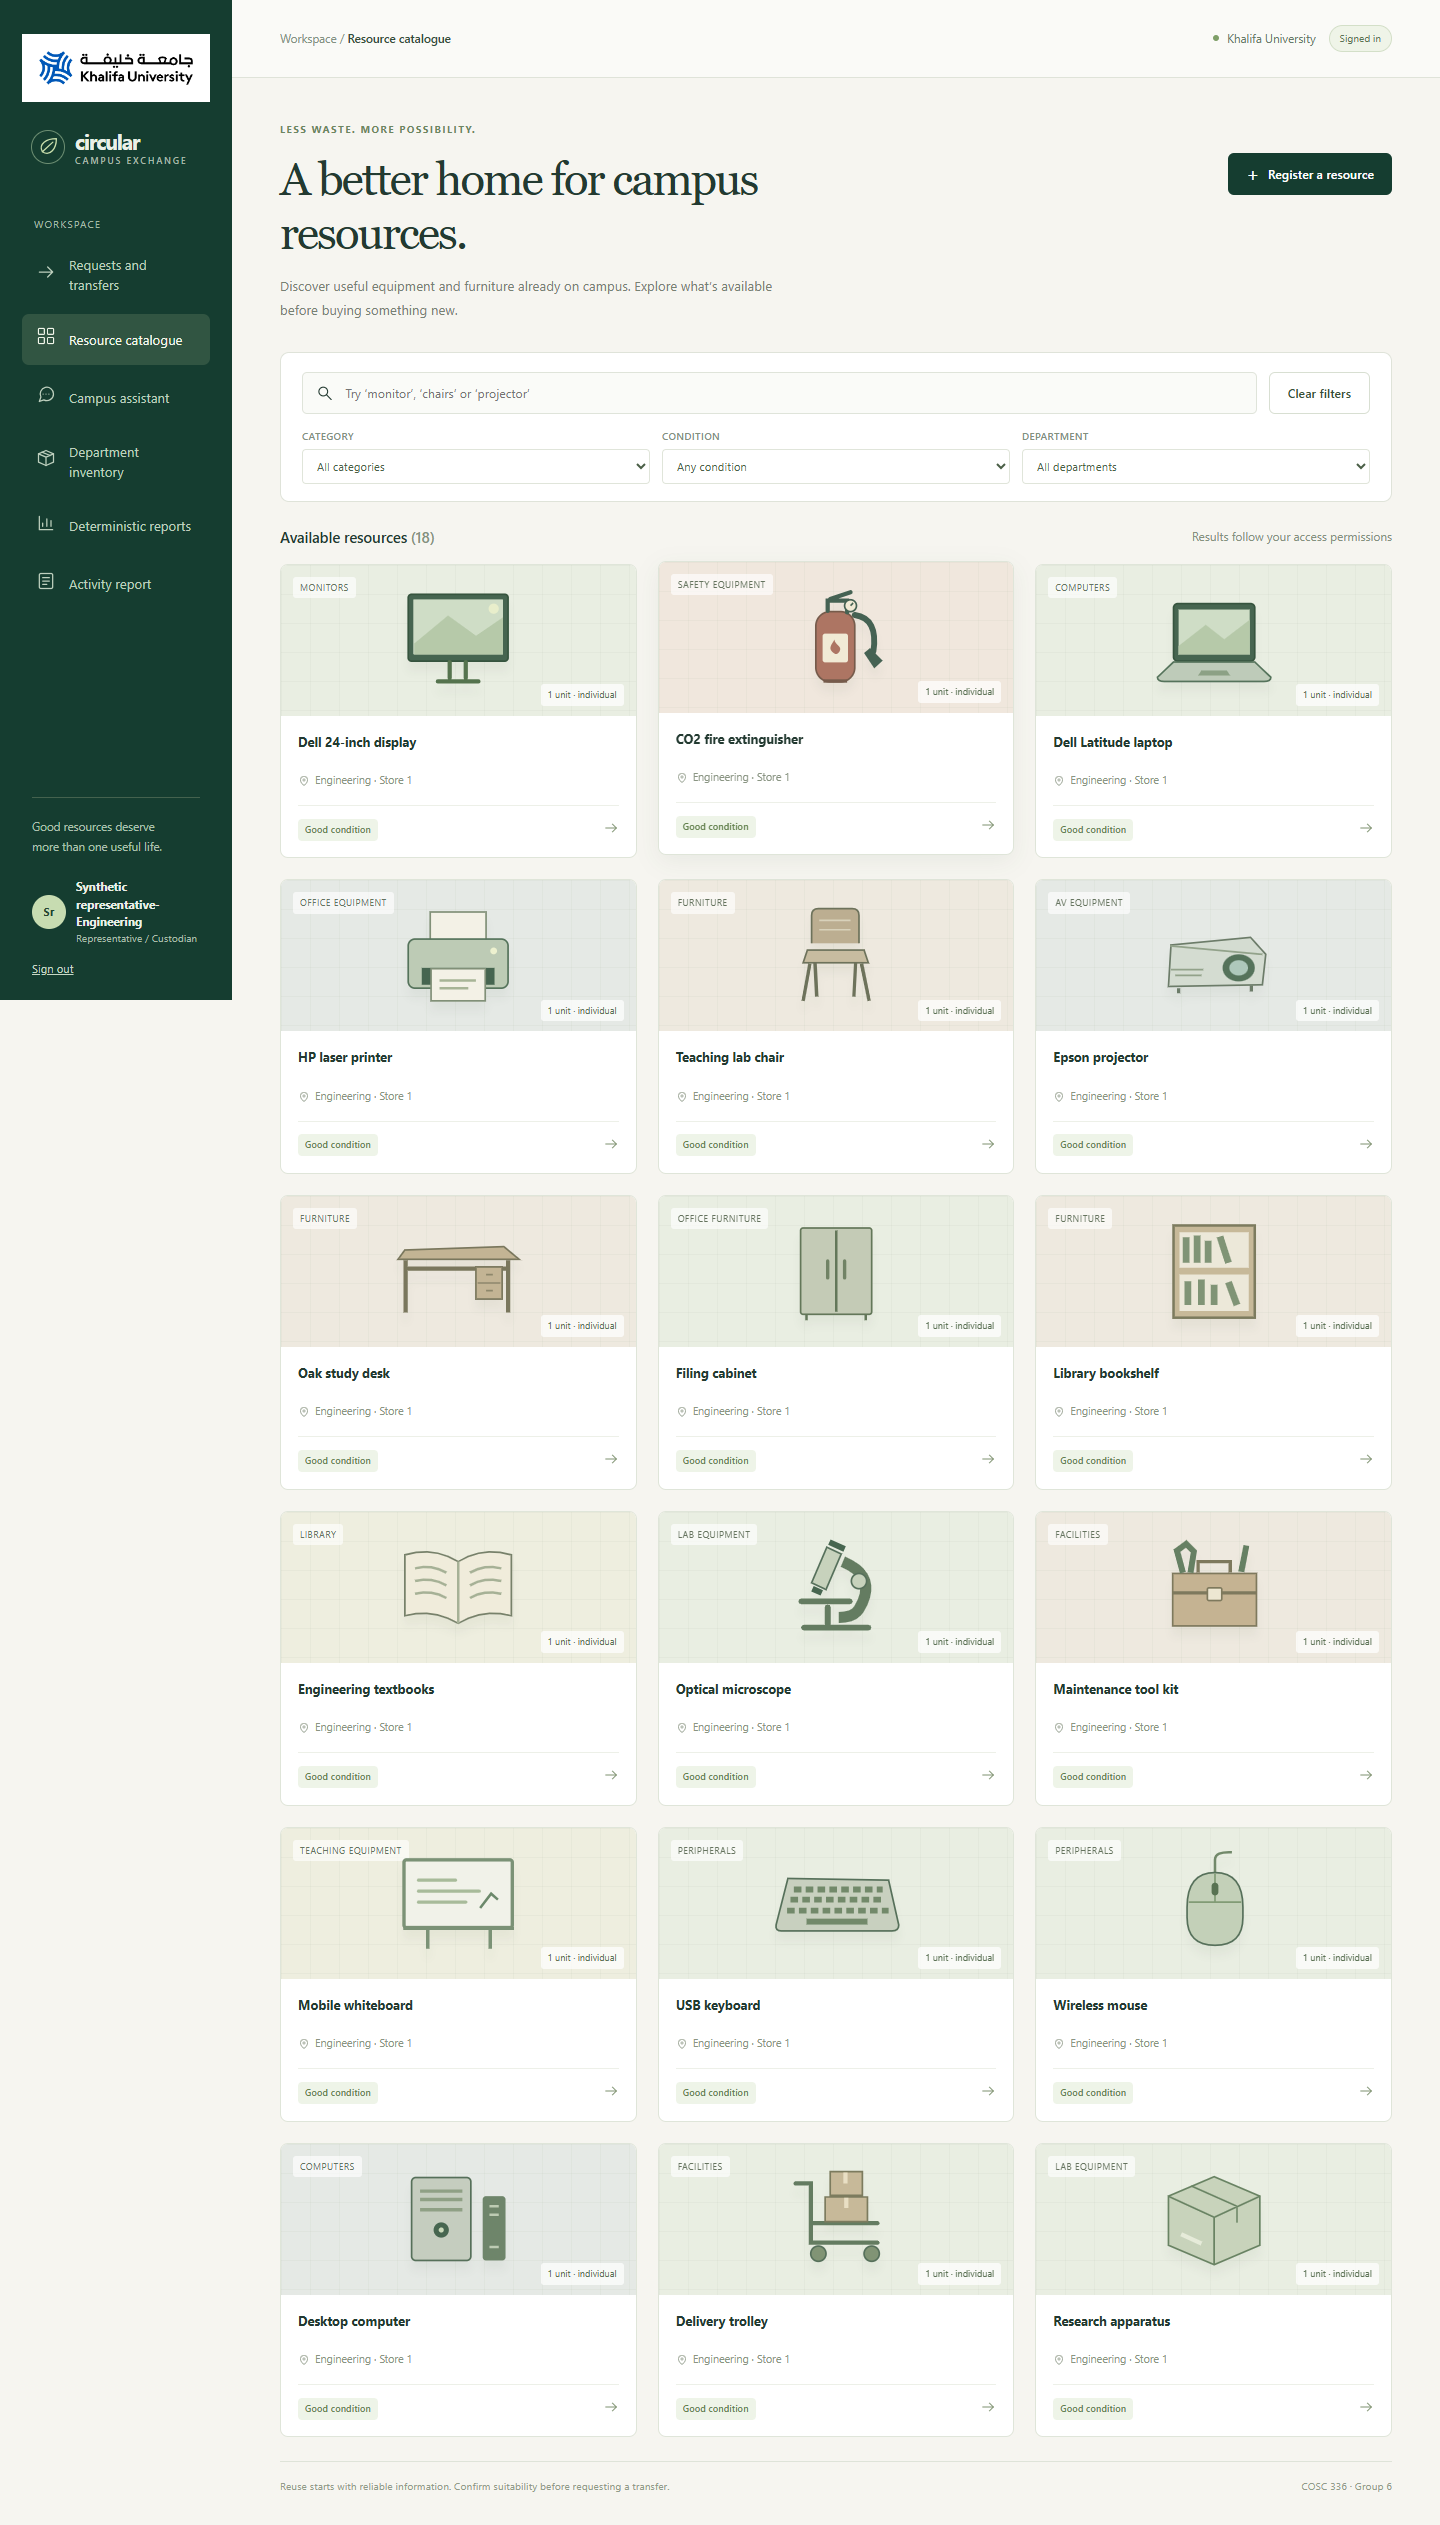 جامعة خليفة
Khalifa University
circular
CAMPUS EXCHANGE
WORKSPACE
Requests and
transfers
Resource catalogue
Campus assistant
Department
inventory
Deterministic reports
Activity report
Good resources deserve
more than one useful life.
Sr
Synthetic
representative-
Engineering
Representative / Custodian
Sign out
Workspace / Resource catalogue
Khalifa University
Signed in
LESS WASTE. MORE POSSIBILITY.
A better home for campus
resources.
+ Register a resource
Discover useful equipment and furniture already on campus. Explore what's available
before buying something new.
Try 'monitor', 'chairs' or 'projector'
Clear filters
CATEGORY
All categories
CONDITION
Any condition
DEPARTMENT
All departments
Available resources (18)
Results follow your access permissions
MONITORS
1 unit · individual
Dell 24-inch display
Engineering · Store 1
Good condition
SAFETY EQUIPMENT
1 unit · individual
CO2 fire extinguisher
Engineering · Store 1
Good condition
COMPUTERS
1 unit · individual
Dell Latitude laptop
Engineering · Store 1
Good condition
OFFICE EQUIPMENT
1 unit · individual
HP laser printer
Engineering · Store 1
Good condition
FURNITURE
1 unit · individual
Teaching lab chair
Engineering · Store 1
Good condition
AV EQUIPMENT
1 unit · individual
Epson projector
Engineering · Store 1
Good condition
FURNITURE
1 unit · individual
Oak study desk
Engineering · Store 1
Good condition
OFFICE FURNITURE
1 unit · individual
Filing cabinet
Engineering · Store 1
Good condition
FURNITURE
1 unit · individual
Library bookshelf
Engineering · Store 1
Good condition
LIBRARY
1 unit · individual
Engineering textbooks
Engineering · Store 1
Good condition
LAB EQUIPMENT
1 unit · individual
Optical microscope
Engineering · Store 1
Good condition
FACILITIES
1 unit · individual
Maintenance tool kit
Engineering · Store 1
Good condition
TEACHING EQUIPMENT
1 unit · individual
Mobile whiteboard
Engineering · Store 1
Good condition
PERIPHERALS
1 unit · individual
USB keyboard
Engineering · Store 1
Good condition
PERIPHERALS
1 unit · individual
Wireless mouse
Engineering · Store 1
Good condition
COMPUTERS
1 unit · individual
Desktop computer
Engineering · Store 1
Good condition
FACILITIES
1 unit · individual
Delivery trolley
Engineering · Store 1
Good condition
LAB EQUIPMENT
1 unit · individual
Research apparatus
Engineering · Store 1
Good condition
Reuse starts with reliable information. Confirm suitability before requesting a transfer.
COSC 336 · Group 6